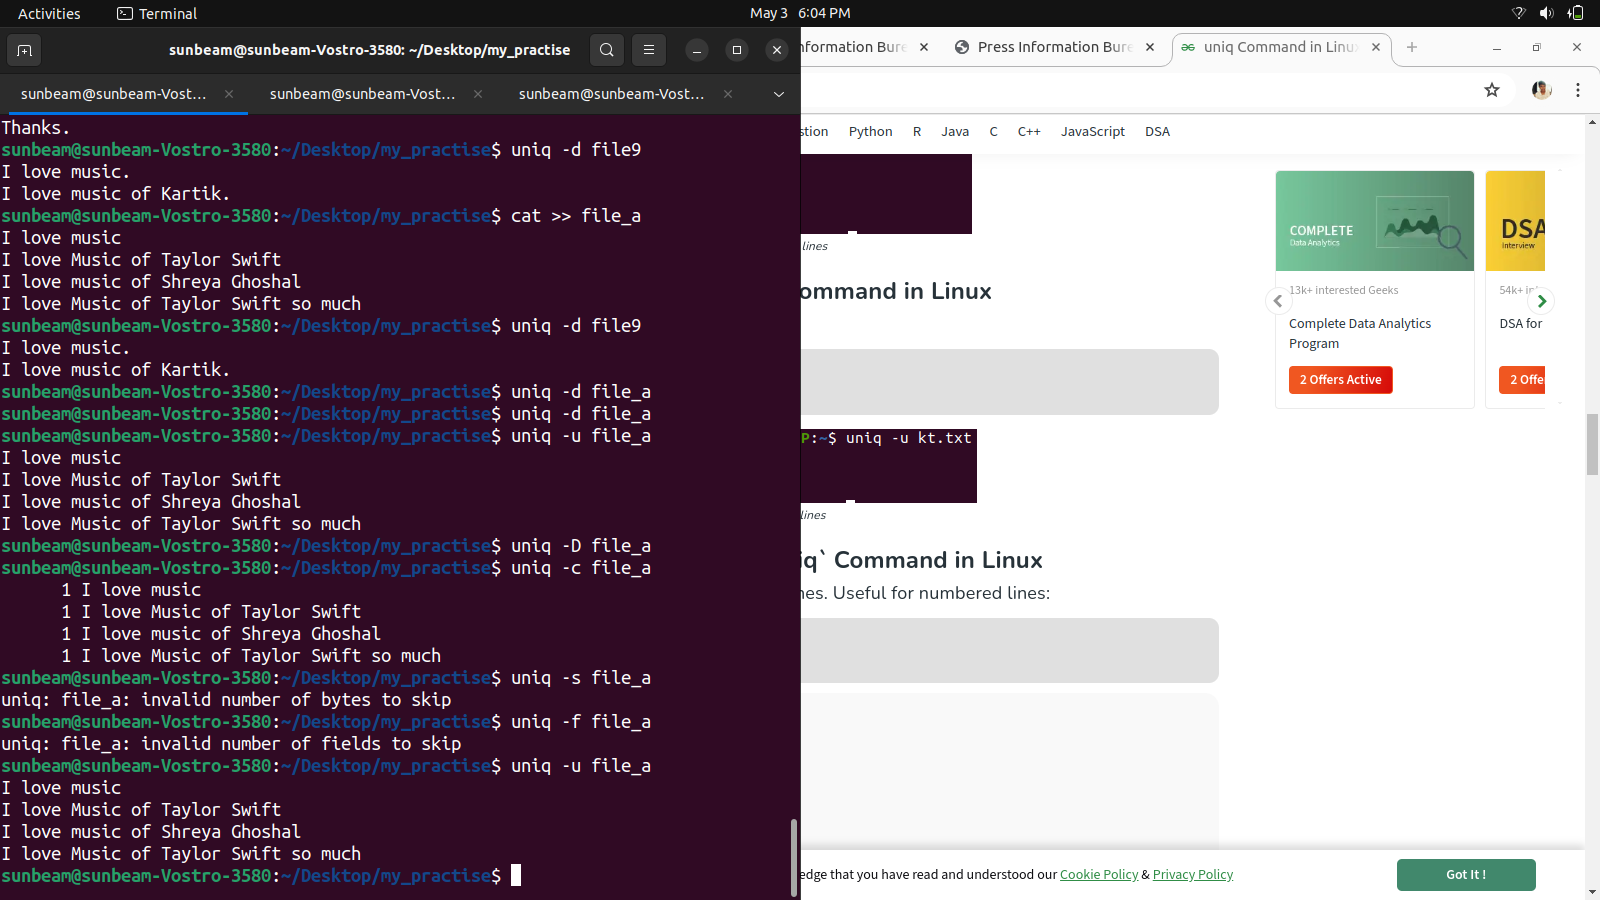 Activities
Terminal
May 3 6:04 PM
sunbeam@sunbeam-Vostro-3580: ~/Desktop/my_practise
sunbeam@sunbeam-Vost...
sunbeam@sunbeam-Vost...
sunbeam@sunbeam-Vost...
Thanks.
sunbeam@sunbeam-Vostro-3580:~/Desktop/my_practise$ uniq -d file9
I love music.
I love music of Kartik.
sunbeam@sunbeam-Vostro-3580:~/Desktop/my_practise$ cat >> file_a
I love music
I love Music of Taylor Swift
I love music of Shreya Ghoshal
I love Music of Taylor Swift so much
sunbeam@sunbeam-Vostro-3580:~/Desktop/my_practise$ uniq -d file9
I love music.
I love music of Kartik.
sunbeam@sunbeam-Vostro-3580:~/Desktop/my_practise$ uniq -d file_a
sunbeam@sunbeam-Vostro-3580:~/Desktop/my_practise$ uniq -d file_a
sunbeam@sunbeam-Vostro-3580:~/Desktop/my_practise$ uniq -u file_a
I love music
I love Music of Taylor Swift
I love music of Shreya Ghoshal
I love Music of Taylor Swift so much
sunbeam@sunbeam-Vostro-3580:~/Desktop/my_practise$ uniq -D file_a
sunbeam@sunbeam-Vostro-3580:~/Desktop/my_practise$ uniq -c file_a
1 I love music
1 I love Music of Taylor Swift
1 I love music of Shreya Ghoshal
1 I love Music of Taylor Swift so much
sunbeam@sunbeam-Vostro-3580:~/Desktop/my_practise$ uniq -s file_a
uniq: file_a: invalid number of bytes to skip
sunbeam@sunbeam-Vostro-3580:~/Desktop/my_practise$ uniq -f file_a
uniq: file_a: invalid number of fields to skip
sunbeam@sunbeam-Vostro-3580:~/Desktop/my_practise$ uniq -u file_a
I love music
I love Music of Taylor Swift
I love music of Shreya Ghoshal
I love Music of Taylor Swift so much
sunbeam@sunbeam-Vostro-3580:~/Desktop/my_practise$
nformation Bure
Press Information Bure
uniq Command in Linux
stion Python R Java C C++ JavaScript DSA
lines
ommand in Linux
P:~$ uniq -u kt.txt
lines
iq` Command in Linux
nes. Useful for numbered lines:
COMPLETE
Data Analytics
13k+ interested Geeks
Complete Data Analytics
Program
2 Offers Active
DSA
Interview
54k+ in
DSA for
2 Offe
edge that you have read and understood our Cookie Policy & Privacy Policy
Got It !